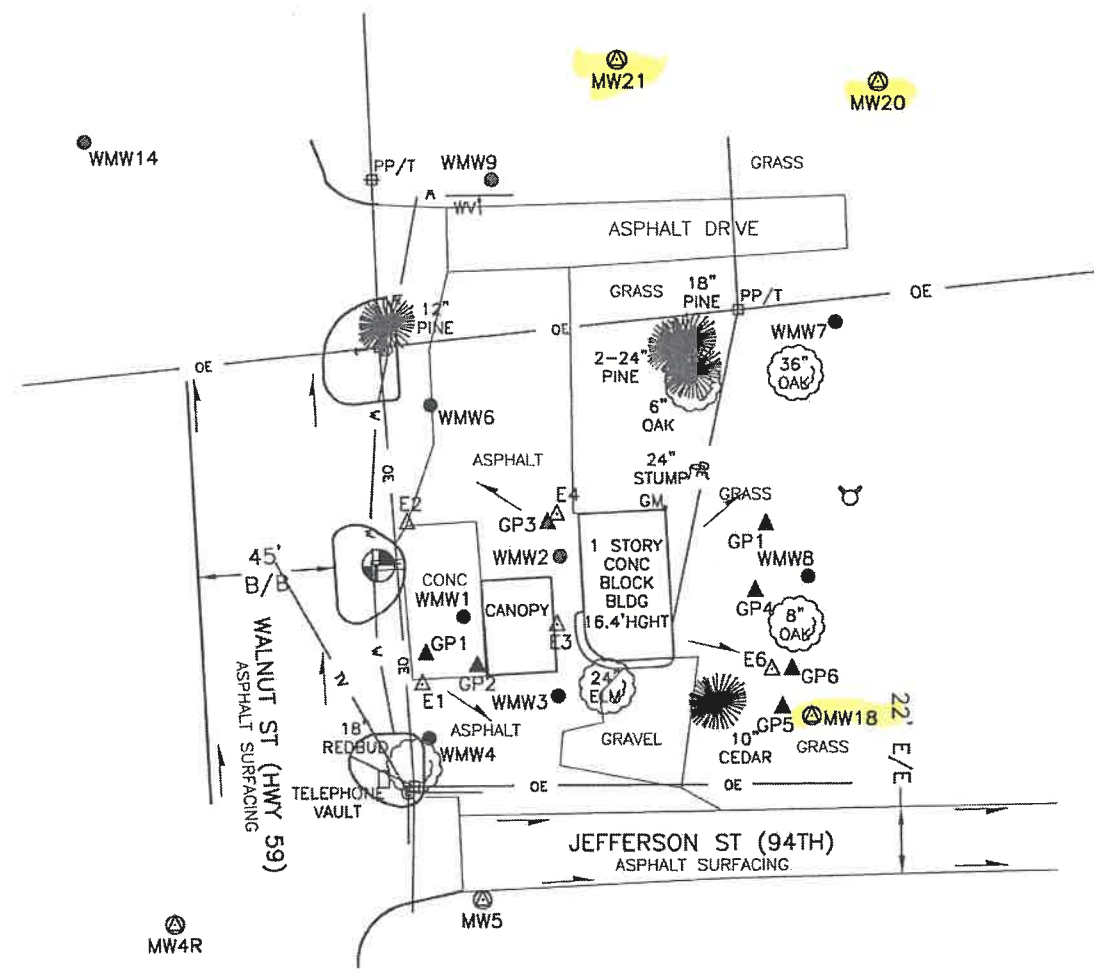 MW21
MW20
WMW14
PP/T
WMW9
GRASS
ASPHALT DRIVE
GRASS
18"
PINE
PP/T
OE
12"
PINE
OE
WMW7
OE
2-24"
PINE
36"
OAK
6"
OAK
W
WMW6
ASPHALT
24"
STUMP
OE
E2
E4
GM
GRASS
GP3
GP1
WMW2
1 STORY
CONC
BLOCK
BLDG
16.4'HGHT
WMW8
45'
B/B
CONC
WMW1
CANOPY
GP4
8"
OAK
E3
GP1
W
OE
GP2
E6
GP6
E1
24"
ELM
WMW3
GP5
MW18
22' E/E
WALNUT ST (HWY 59)
ASPHALT SURFACING
18"
REDBUD
ASPHALT
WMW4
GRAVEL
10"
CEDAR
GRASS
TELEPHONE
VAULT
OE
OE
JEFFERSON ST (94TH)
ASPHALT SURFACING
MW5
MW4R